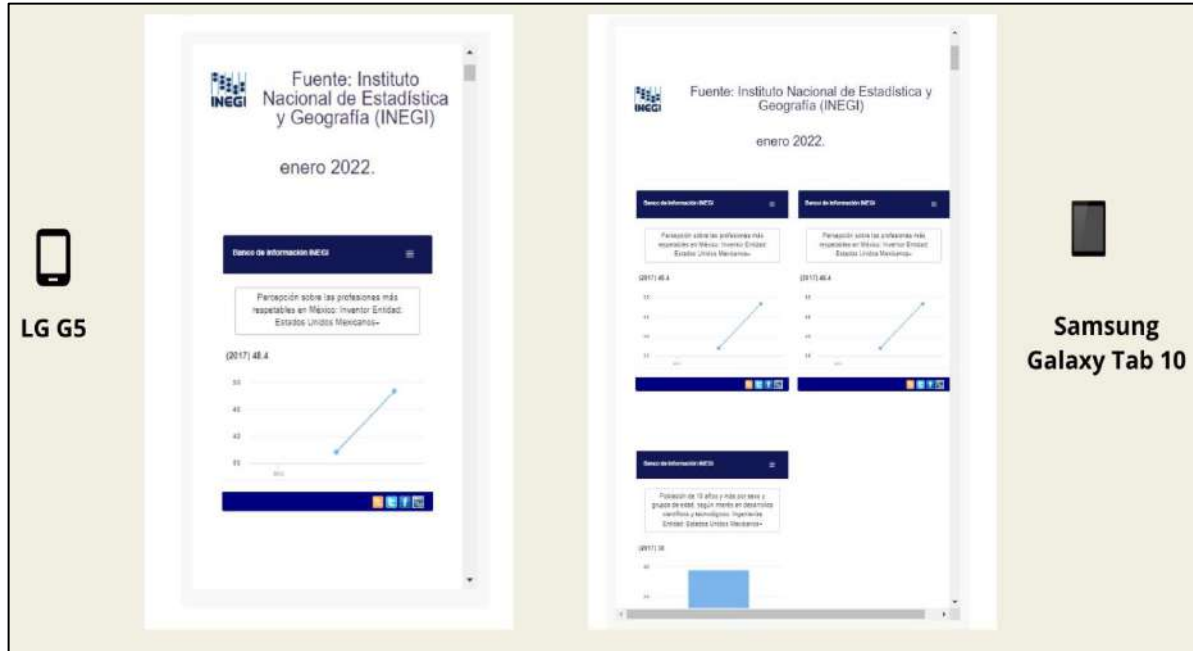 LG G5
INEGI
Fuente: Instituto
Nacional de Estadística
y Geografía (INEGI)
enero 2022.
Banco de Información INEGI
Percepción sobre las profesiones más
respetables en México: Inventor Entidad:
Estados Unidos Mexicanos
(2017) 48.4
INEGI
Fuente: Instituto Nacional de Estadística y
Geografía (INEGI)
enero 2022.
Banco de Información INEGI
Percepción sobre las profesiones más
respetables en México: Inventor Entidad:
Estados Unidos Mexicanos
(2017) 48.4
Banco de Información INEGI
Percepción sobre las profesiones más
respetables en México: Inventor Entidad:
Estados Unidos Mexicanos
(2017) 48.4
Banco de Información INEGI
Población de 18 años y más por sexo y
grupos de edad, según interés en desarrollos
científicos y tecnológicos. Ingenierías
Entidad: Estados Unidos Mexicanos
Samsung
Galaxy Tab 10